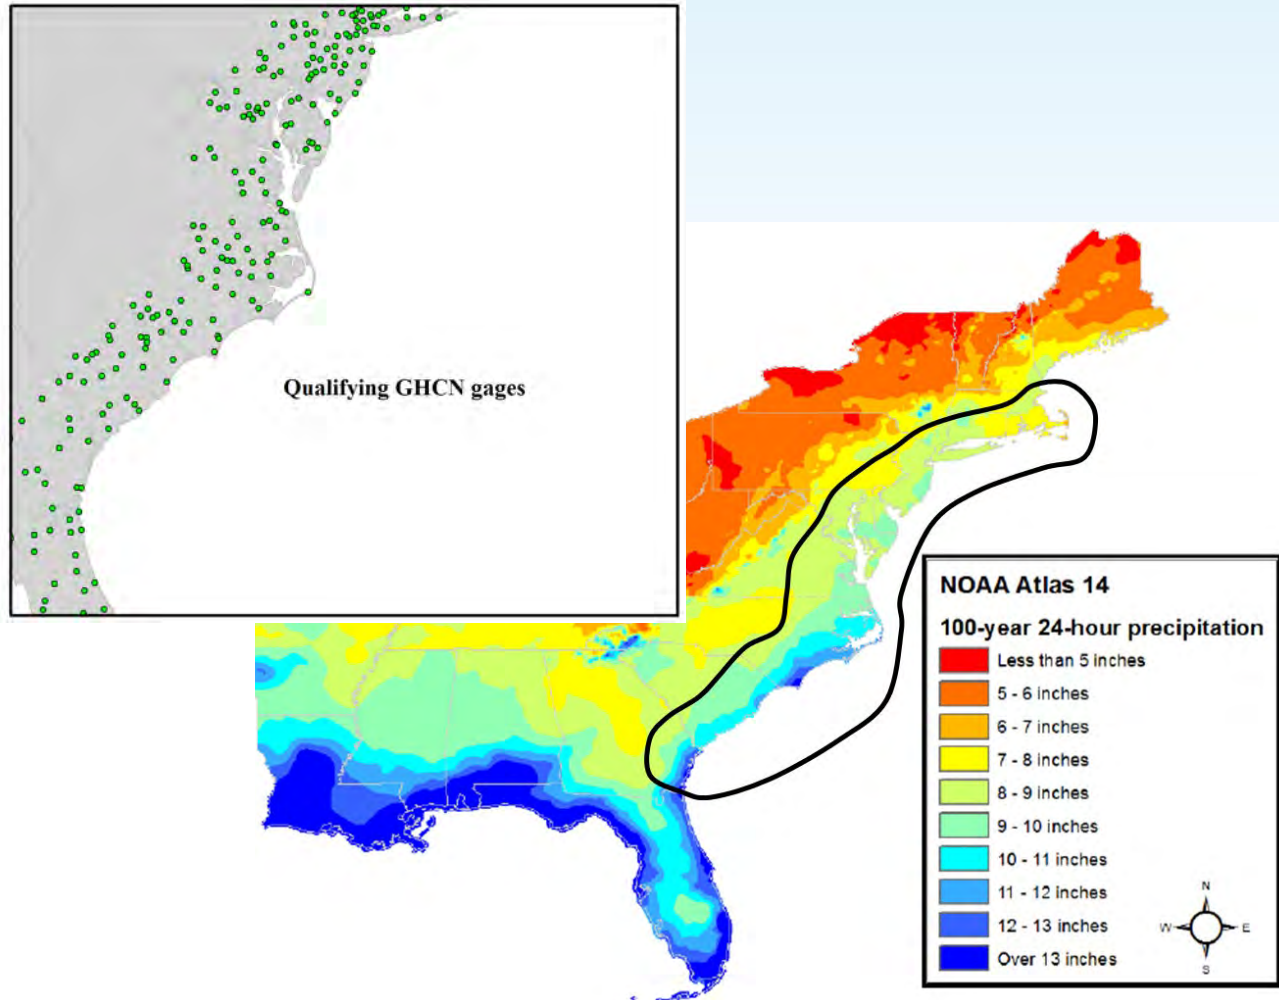 Qualifying GHCN gages
NOAA Atlas 14
100-year 24-hour precipitation
Less than 5 inches
5 - 6 inches
6 - 7 inches
7 - 8 inches
8 - 9 inches
9 - 10 inches
10 - 11 inches
11 - 12 inches
12 - 13 inches
Over 13 inches
N
W E
S